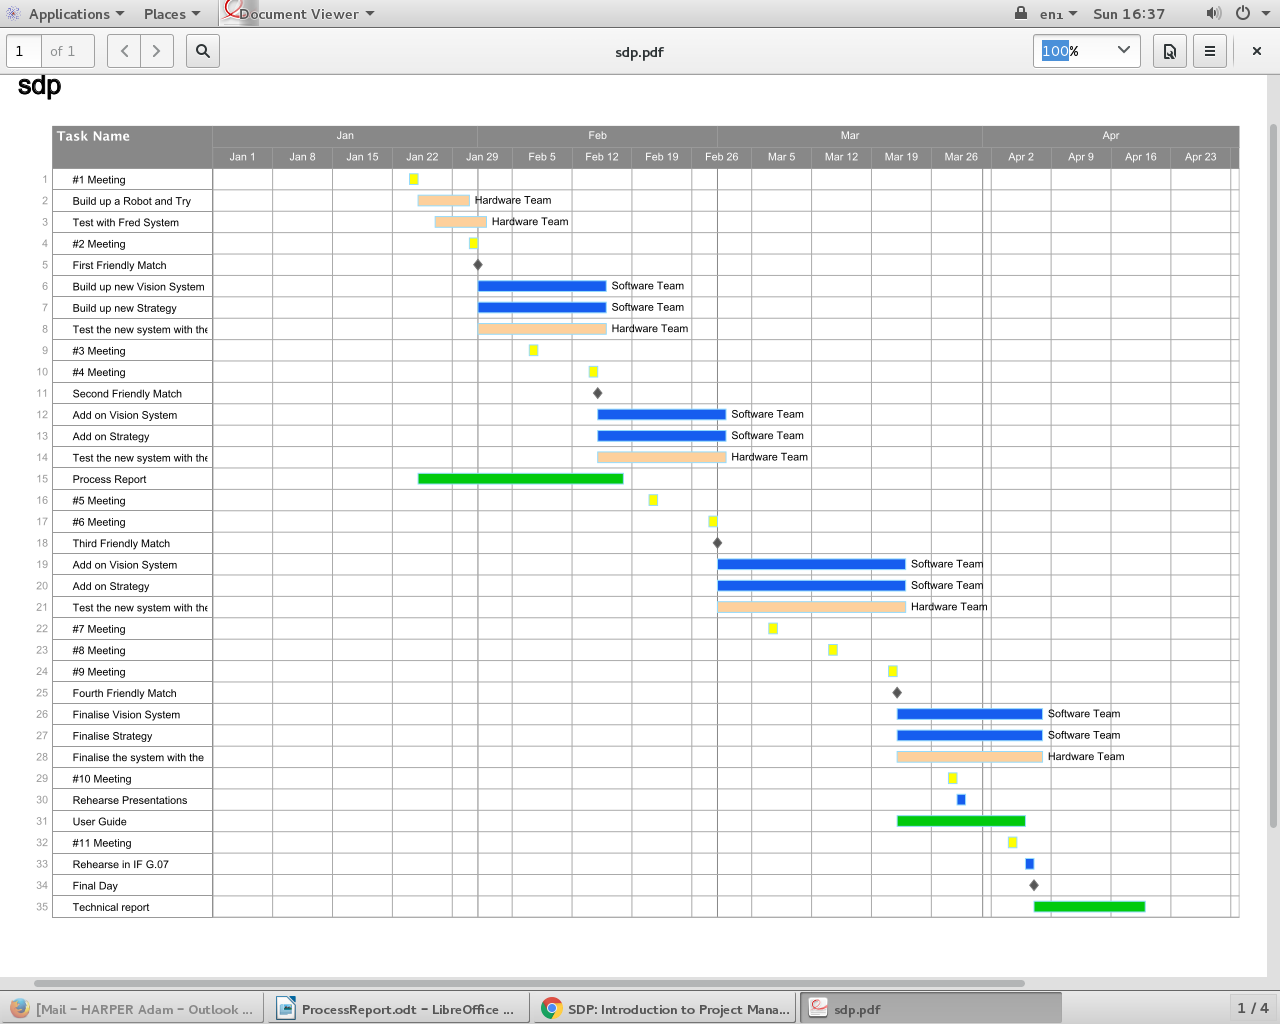 Applications Places Document Viewer en₁ Sun 16:37
1 of 1 sdp.pdf 100%
sdp
Task Name Jan Feb Mar Apr
Jan 1 Jan 8 Jan 15 Jan 22 Jan 29 Feb 5 Feb 12 Feb 19 Feb 26 Mar 5 Mar 12 Mar 19 Mar 26 Apr 2 Apr 9 Apr 16 Apr 23
1 #1 Meeting
2 Build up a Robot and Try Hardware Team
3 Test with Fred System Hardware Team
4 #2 Meeting
5 First Friendly Match
6 Build up new Vision System Software Team
7 Build up new Strategy Software Team
8 Test the new system with the Hardware Team
9 #3 Meeting
10 #4 Meeting
11 Second Friendly Match
12 Add on Vision System Software Team
13 Add on Strategy Software Team
14 Test the new system with the Hardware Team
15 Process Report
16 #5 Meeting
17 #6 Meeting
18 Third Friendly Match
19 Add on Vision System Software Team
20 Add on Strategy Software Team
21 Test the new system with the Hardware Team
22 #7 Meeting
23 #8 Meeting
24 #9 Meeting
25 Fourth Friendly Match
26 Finalise Vision System Software Team
27 Finalise Strategy Software Team
28 Finalise the system with the Hardware Team
29 #10 Meeting
30 Rehearse Presentations
31 User Guide
32 #11 Meeting
33 Rehearse in IF G.07
34 Final Day
35 Technical report
[Mail – HARPER Adam – Outlook ... ProcessReport.odt – LibreOffice ... SDP: Introduction to Project Mana... sdp.pdf 1 / 4